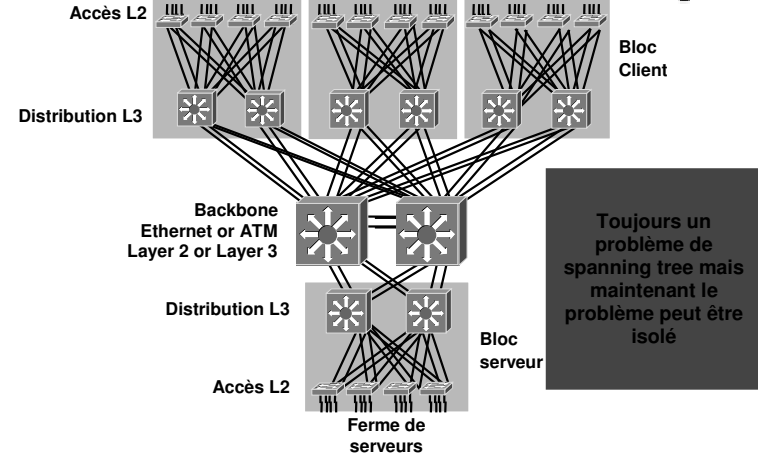 Accès L2
Bloc
Client
Distribution L3
Backbone
Ethernet or ATM
Layer 2 or Layer 3
Toujours un
problème de
spanning tree mais
maintenant le
problème peut être
isolé
Distribution L3
Bloc
serveur
Accès L2
Ferme de
serveurs